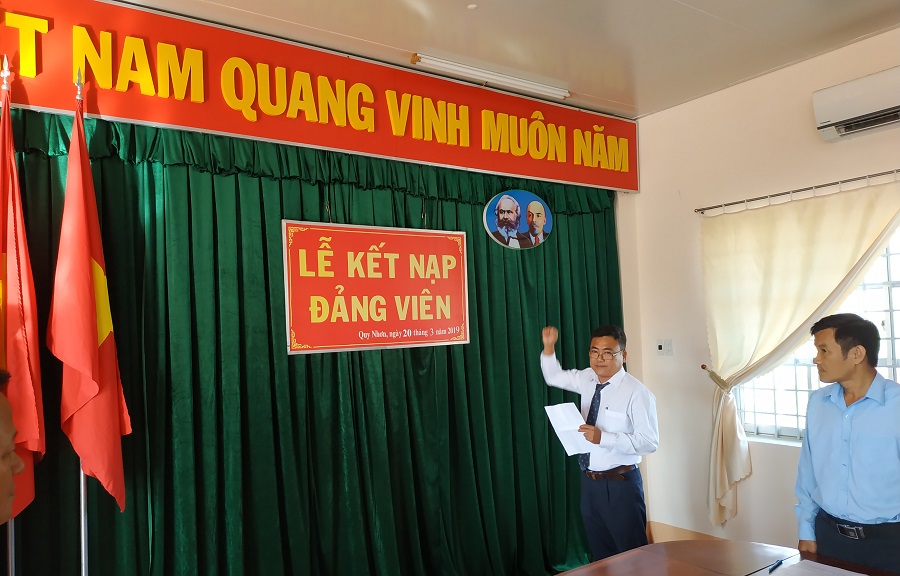 T NAM QUANG VINH MUÔN NĂM
LỄ KẾT NẠP
ĐẢNG VIÊN
Quy Nhơn, ngày 20 tháng 3 năm 2019